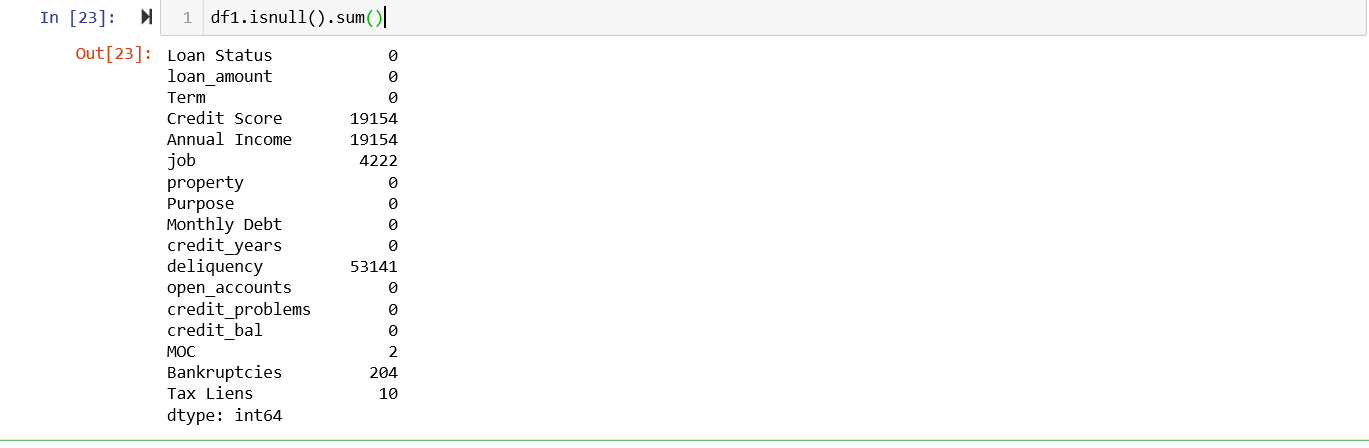 In [23]: 1 df1.isnull().sum()
Out[23]: Loan Status 0
loan_amount 0
Term 0
Credit Score 19154
Annual Income 19154
job 4222
property 0
Purpose 0
Monthly Debt 0
credit_years 0
deliquency 53141
open_accounts 0
credit_problems 0
credit_bal 0
MOC 2
Bankruptcies 204
Tax Liens 10
dtype: int64